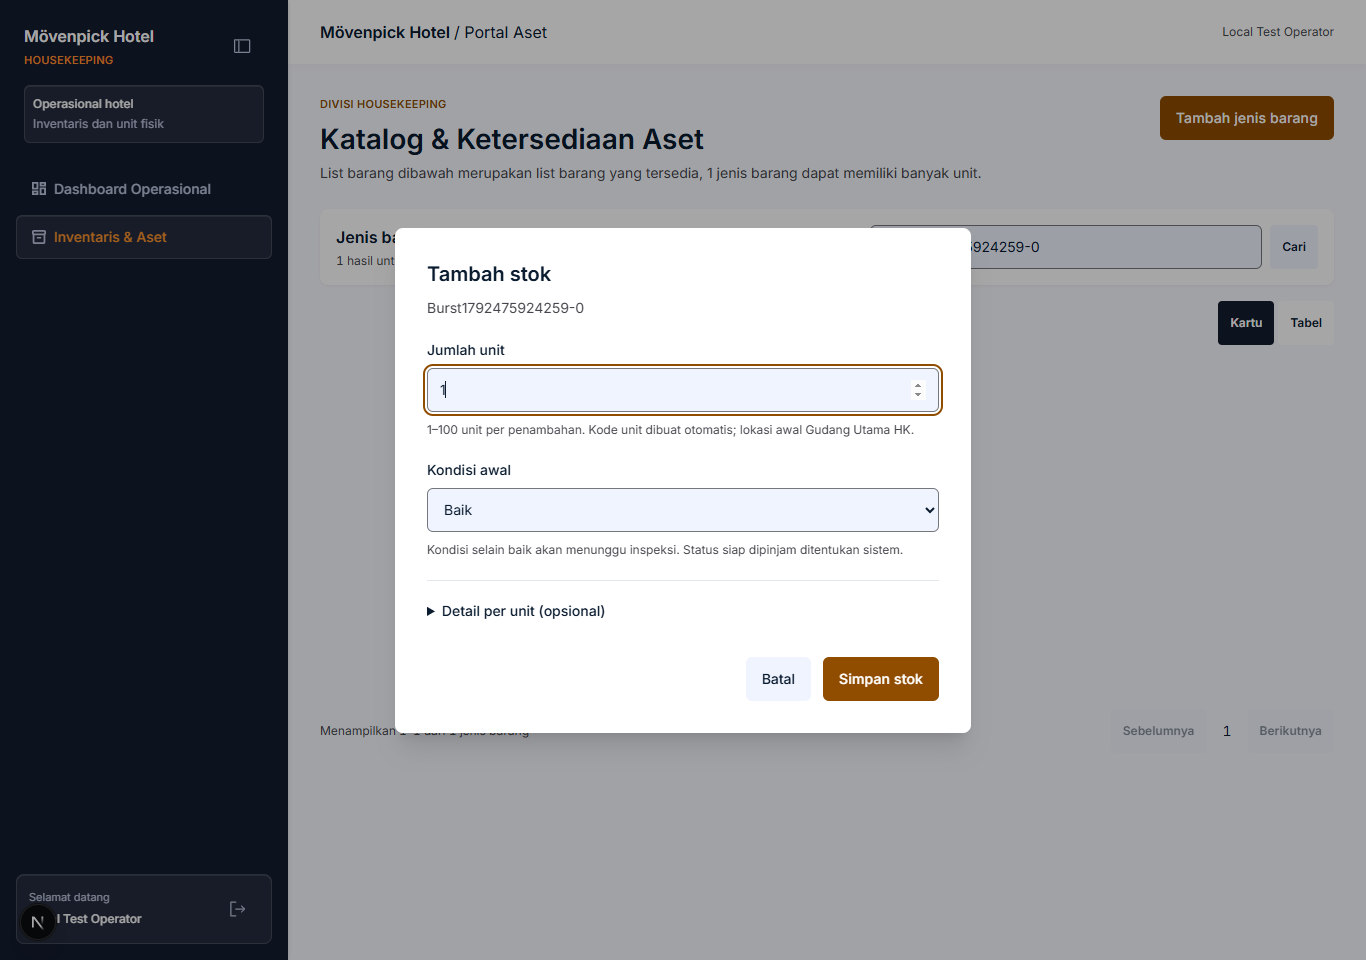 Mövenpick Hotel
HOUSEKEEPING
Operasional hotel
Inventaris dan unit fisik
Dashboard Operasional
Inventaris & Aset
Selamat datang
Test Operator
N
Mövenpick Hotel / Portal Aset
Local Test Operator
DIVISI HOUSEKEEPING
Katalog & Ketersediaan Aset
List barang dibawah merupakan list barang yang tersedia, 1 jenis barang dapat memiliki banyak unit.
Tambah jenis barang
Jenis
1 hasil
5924259-0
Cari
Kartu
Tabel
Tambah stok
Burst1792475924259-0
Jumlah unit
1
1–100 unit per penambahan. Kode unit dibuat otomatis; lokasi awal Gudang Utama HK.
Kondisi awal
Baik
Kondisi selain baik akan menunggu inspeksi. Status siap dipinjam ditentukan sistem.
Detail per unit (opsional)
Batal
Simpan stok
Menampilkan
Sebelumnya
1
Berikutnya